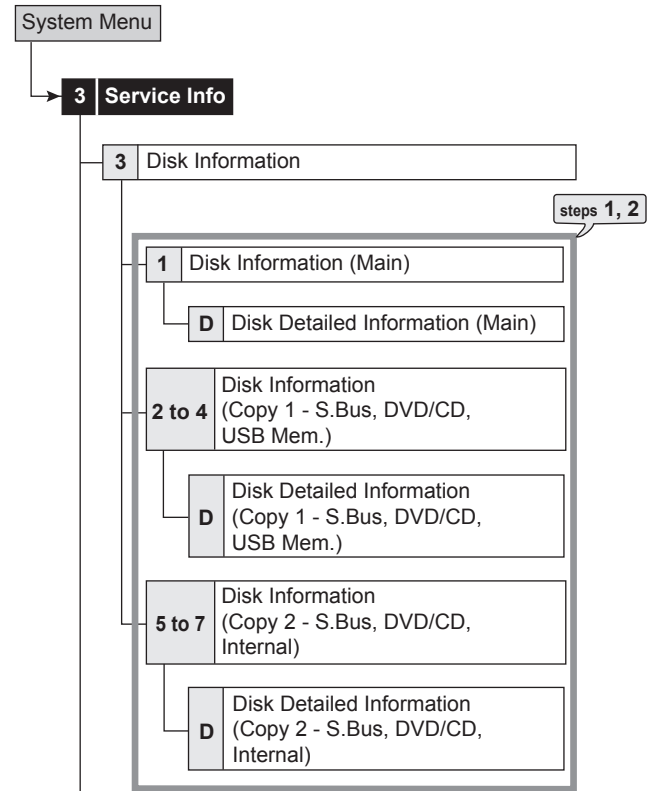 System Menu
3 Service Info
3 Disk Information
steps 1, 2
1 Disk Information (Main)
D Disk Detailed Information (Main)
2 to 4
Disk Information
(Copy 1 - S.Bus, DVD/CD,
USB Mem.)
D
Disk Detailed Information
(Copy 1 - S.Bus, DVD/CD,
USB Mem.)
5 to 7
Disk Information
(Copy 2 - S.Bus, DVD/CD,
Internal)
D
Disk Detailed Information
(Copy 2 - S.Bus, DVD/CD,
Internal)